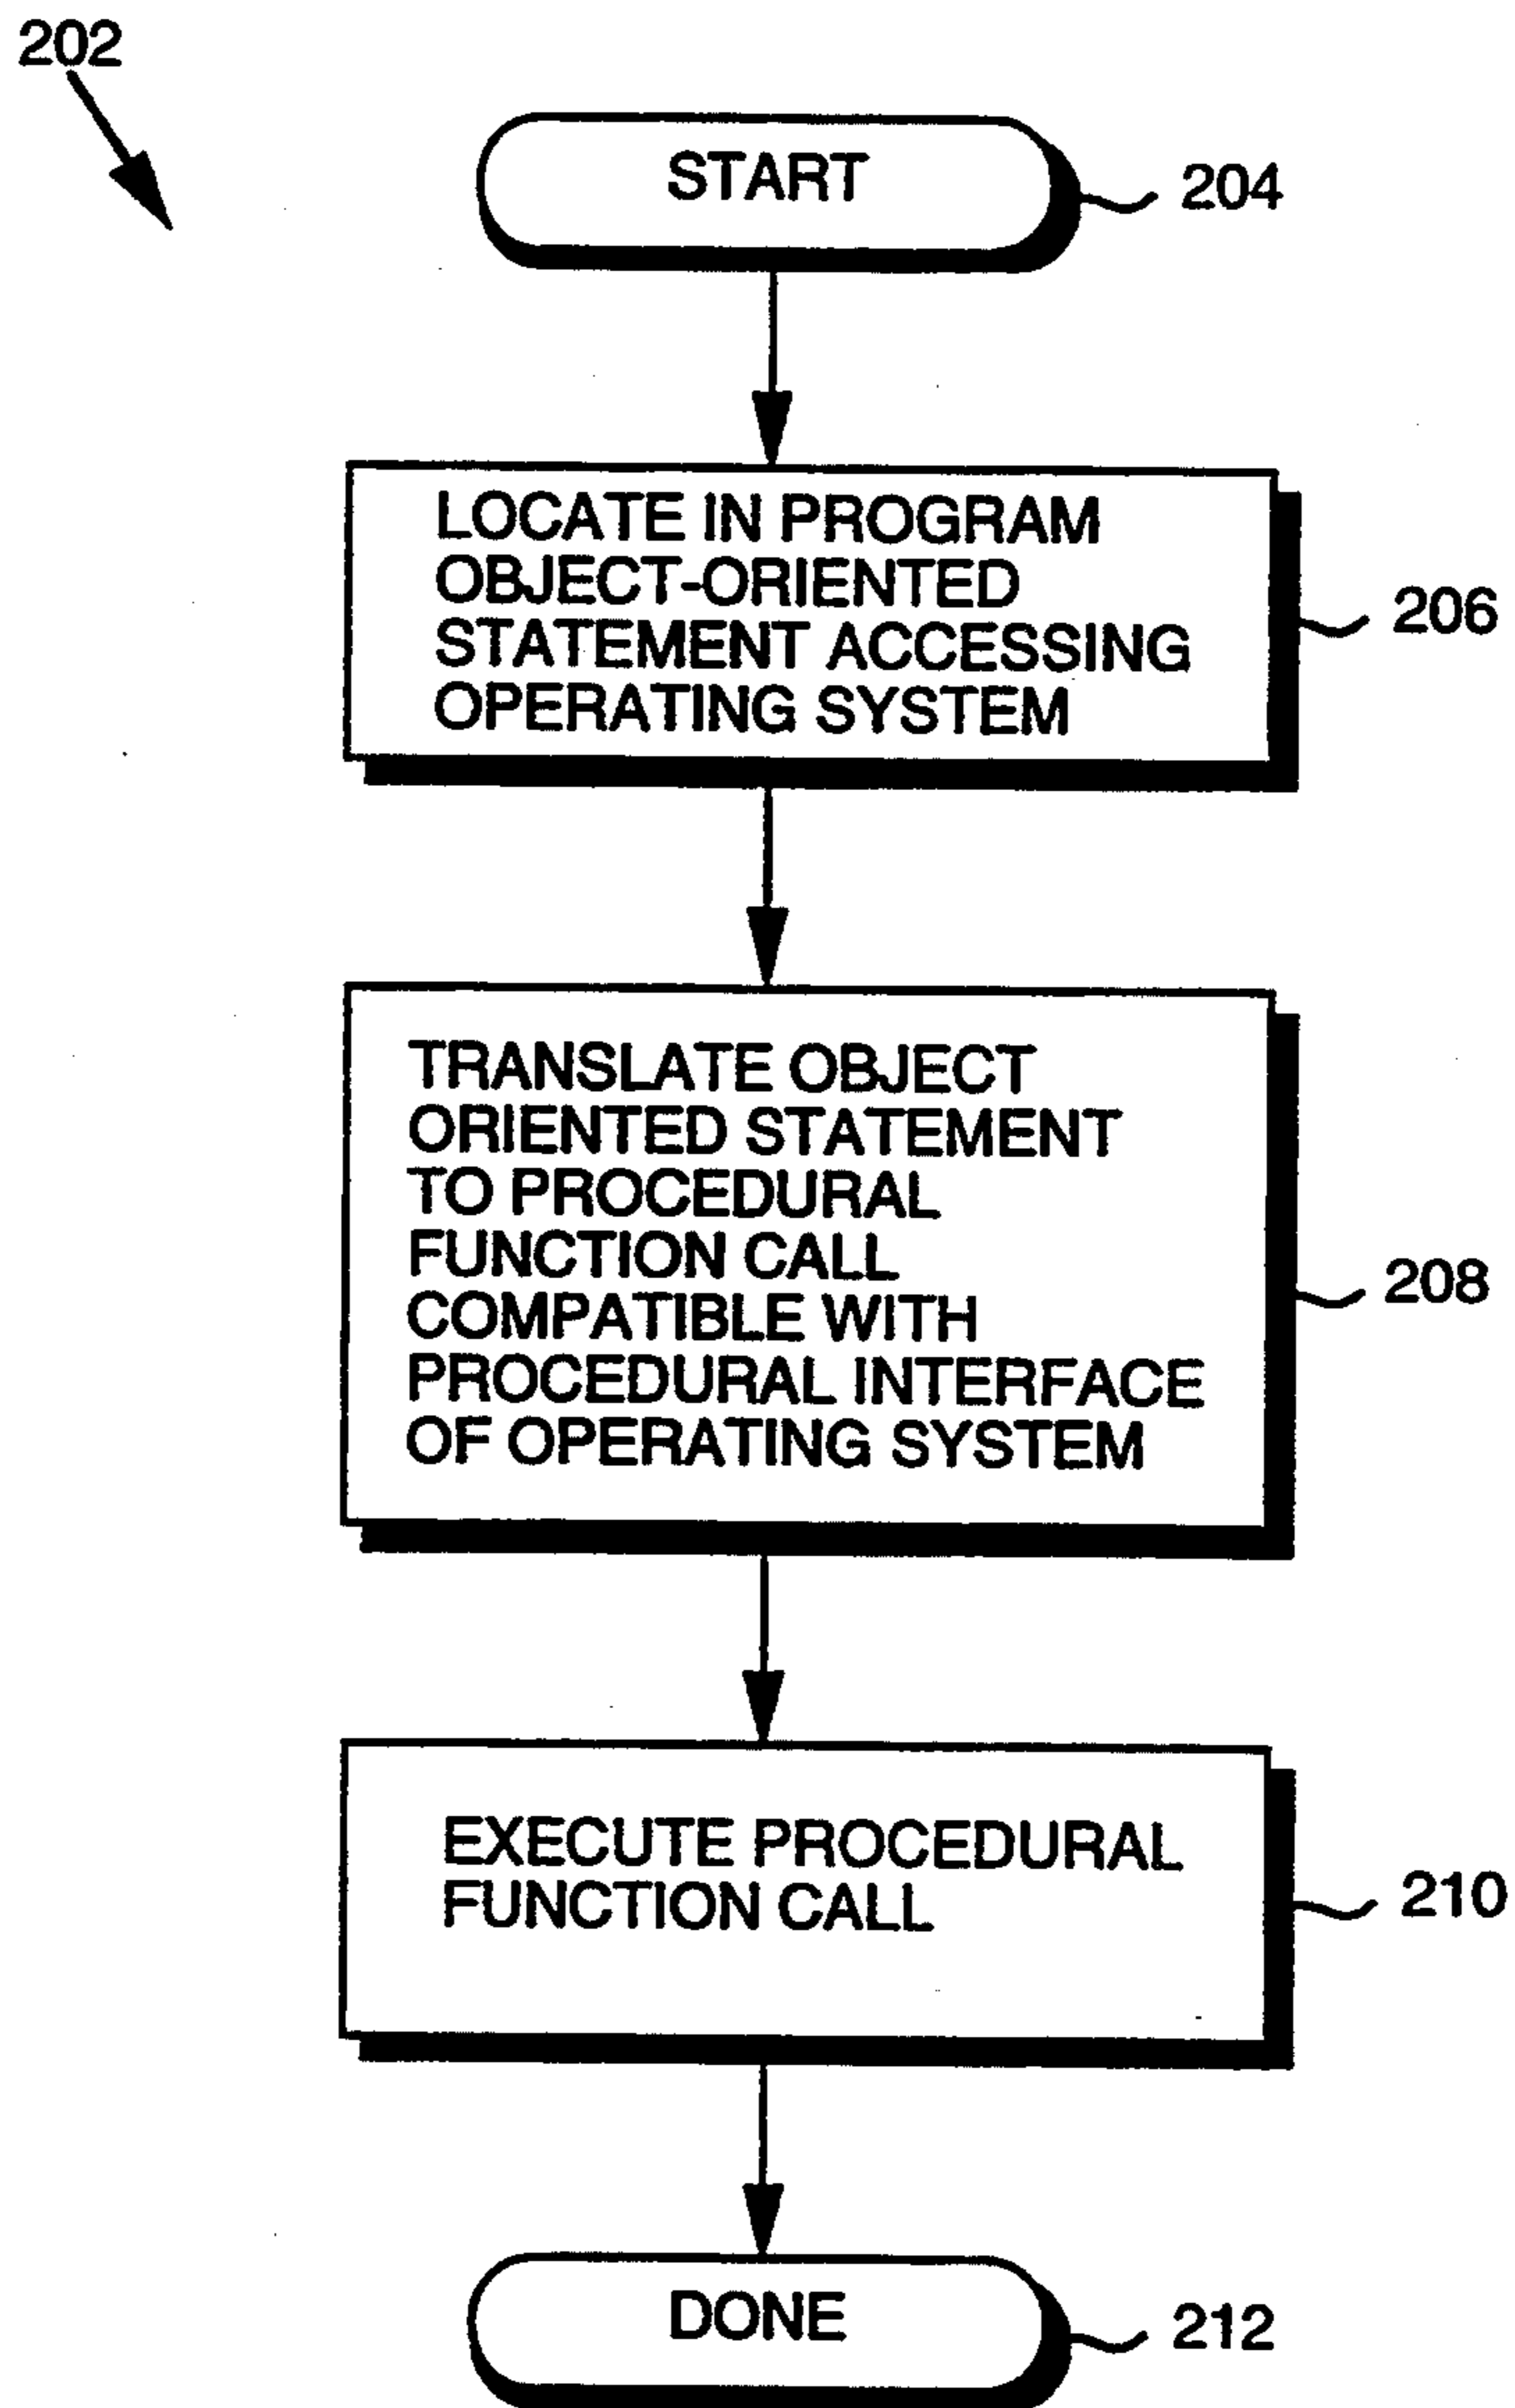 202
START
204
LOCATE IN PROGRAM
OBJECT-ORIENTED
STATEMENT ACCESSING
OPERATING SYSTEM
206
TRANSLATE OBJECT
ORIENTED STATEMENT
TO PROCEDURAL
FUNCTION CALL
COMPATIBLE WITH
PROCEDURAL INTERFACE
OF OPERATING SYSTEM
208
EXECUTE PROCEDURAL
FUNCTION CALL
210
DONE
212